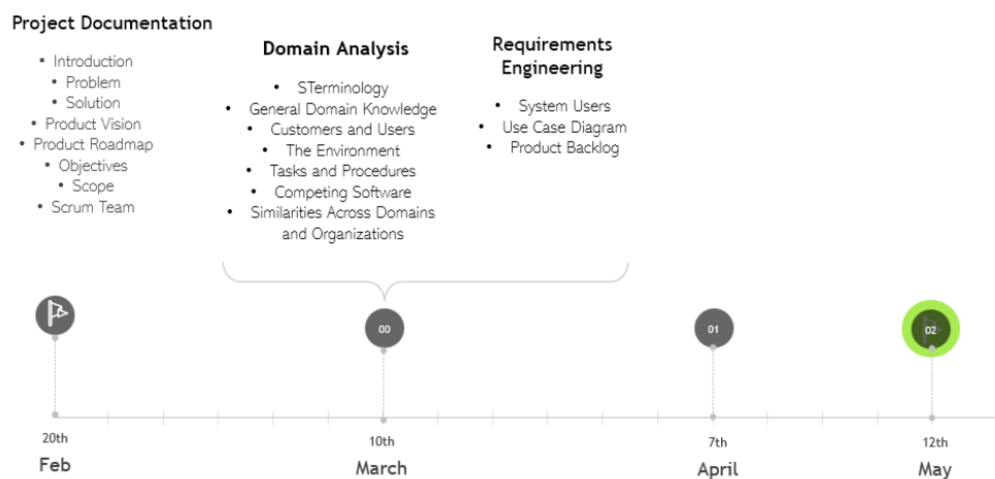 Project Documentation
• Introduction
• Problem
• Solution
• Product Vision
• Product Roadmap
• Objectives
• Scope
• Scrum Team
Domain Analysis
• STerminology
• General Domain Knowledge
• Customers and Users
• The Environment
• Tasks and Procedures
• Competing Software
• Similarities Across Domains
and Organizations
Requirements
Engineering
• System Users
• Use Case Diagram
• Product Backlog
00
01
02
20th
Feb
10th
March
7th
April
12th
May